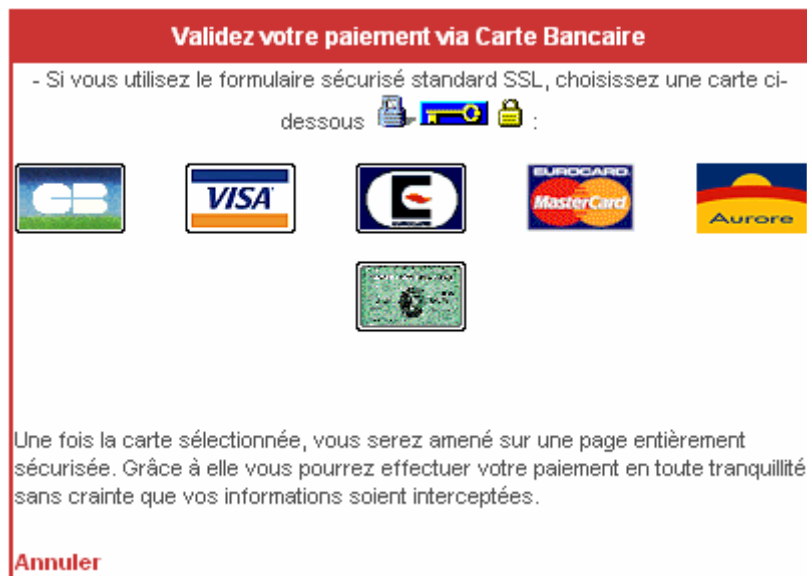 Validez votre paiement via Carte Bancaire
- Si vous utilisez le formulaire sécurisé standard SSL, choisissez une carte ci-
dessous :
CB VISA E EUROCARD MasterCard Aurore
Une fois la carte sélectionnée, vous serez amené sur une page entièrement
sécurisée. Grâce à elle vous pourrez effectuer votre paiement en toute tranquillité
sans crainte que vos informations soient interceptées.
Annuler